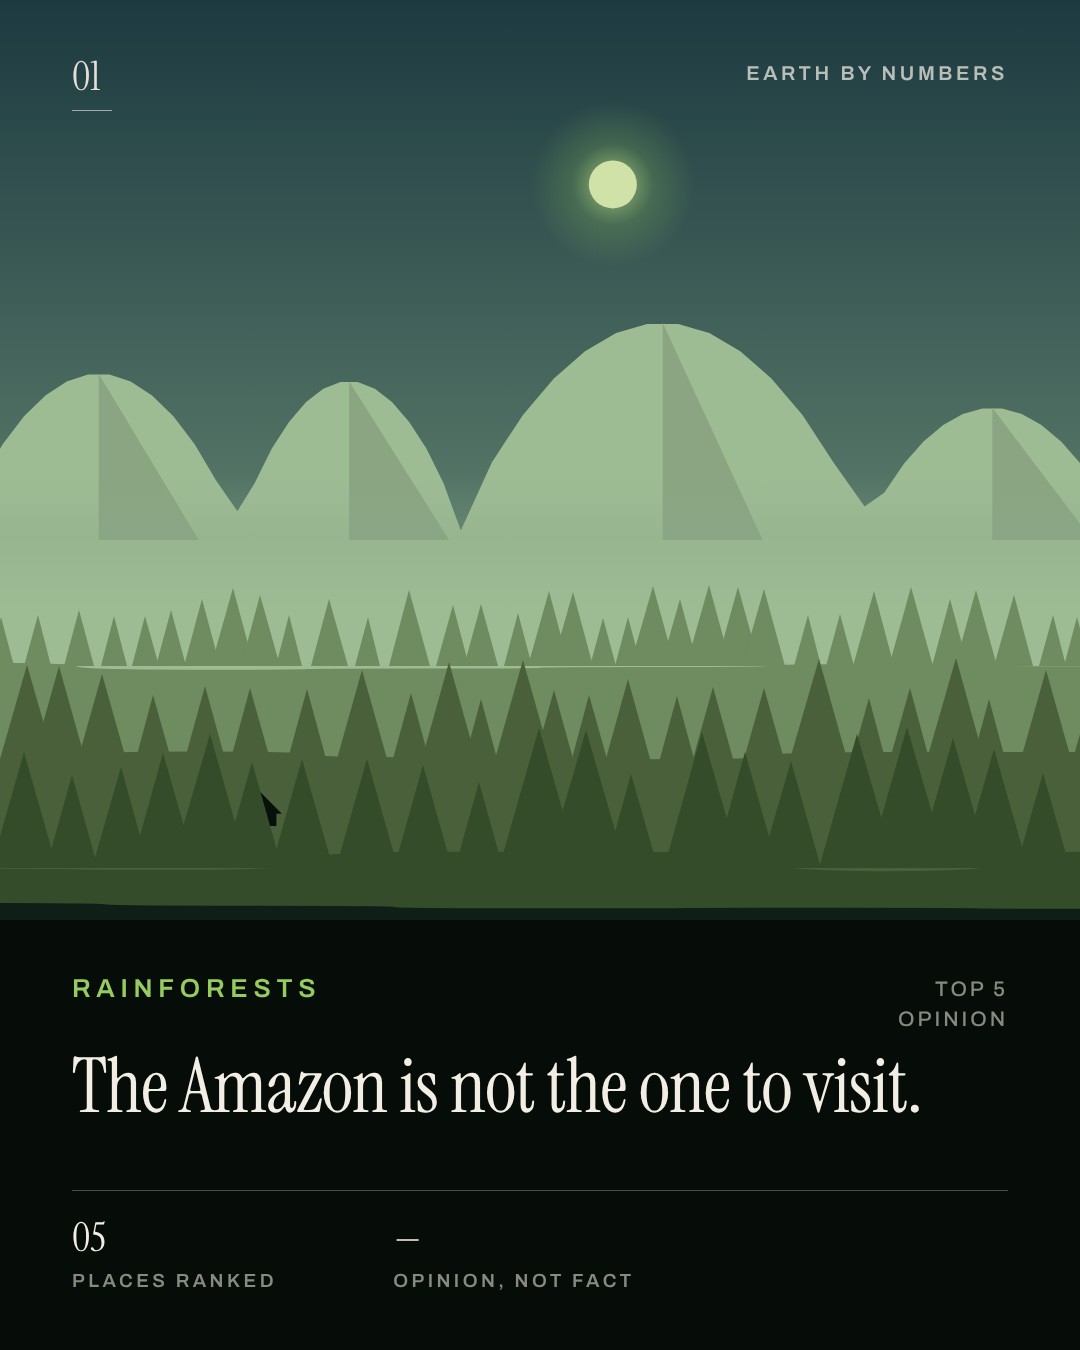 01
EARTH BY NUMBERS
RAINFORESTS
TOP 5
OPINION
The Amazon is not the one to visit.
05
PLACES RANKED
—
OPINION, NOT FACT